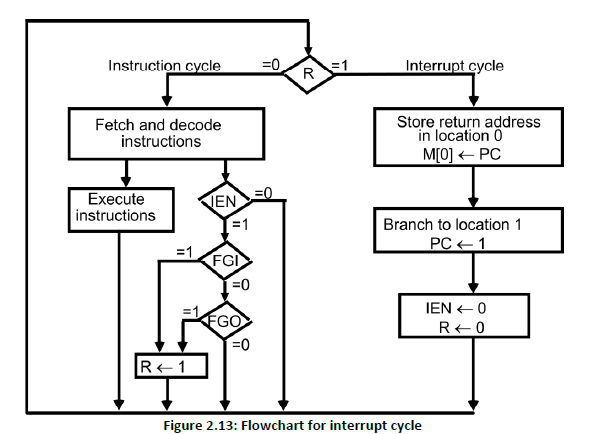 R
=0
=1
Instruction cycle
Interrupt cycle
Fetch and decode
instructions
Store return address
in location 0
M[0] ← PC
Execute
instructions
IEN
=0
=1
Branch to location 1
PC ← 1
FGI
=1
=0
IEN ← 0
R ← 0
FGO
=1
=0
R ← 1
Figure 2.13: Flowchart for interrupt cycle